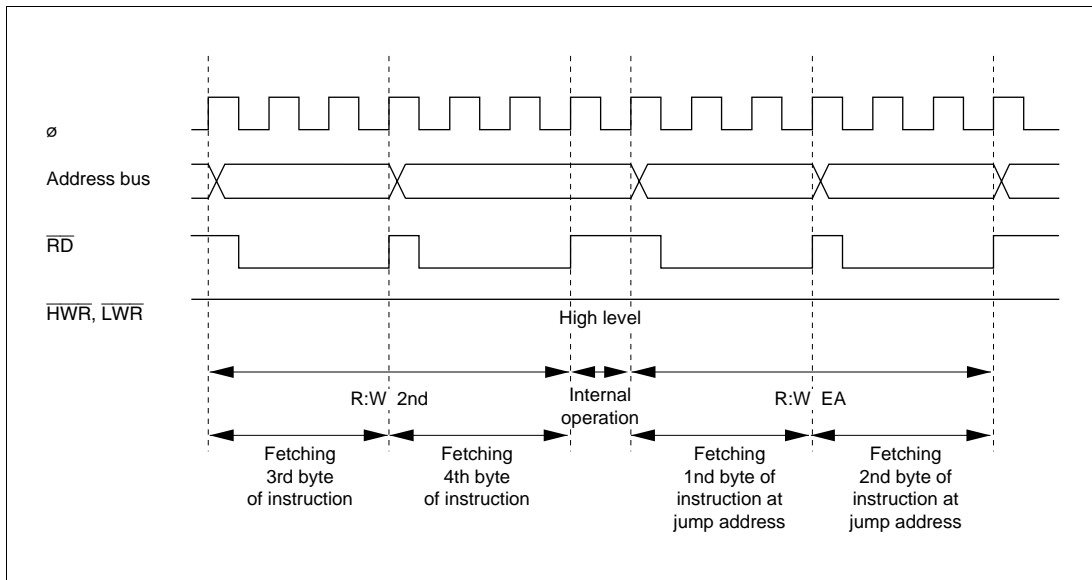 ø
Address bus
RD
HWR, LWR
High level
R:W 2nd
Internal
operation
R:W EA
Fetching
3rd byte
of instruction
Fetching
4th byte
of instruction
Fetching
1nd byte of
instruction at
jump address
Fetching
2nd byte of
instruction at
jump address